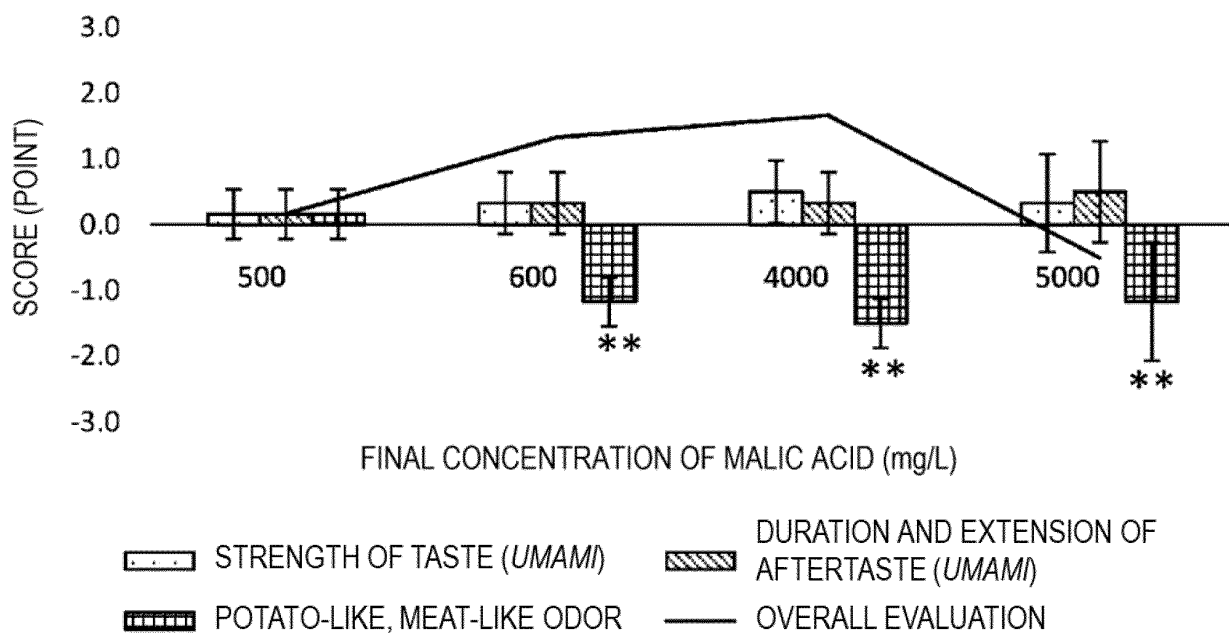 3.0
2.0
1.0
0.0
-1.0
-2.0
-3.0
SCORE (POINT)
500
600
4000
5000
**
**
**
FINAL CONCENTRATION OF MALIC ACID (mg/L)
STRENGTH OF TASTE (UMAMI)
DURATION AND EXTENSION OF
AFTERTASTE (UMAMI)
POTATO-LIKE, MEAT-LIKE ODOR
OVERALL EVALUATION